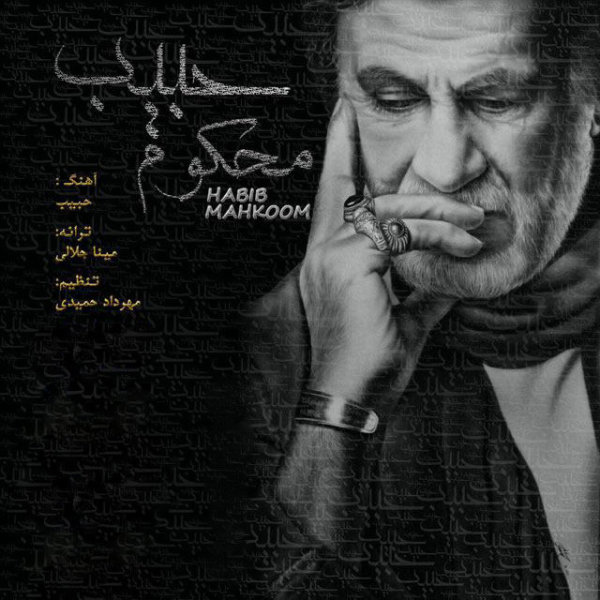 حبیب
محکوم
HABIB
MAHKOOM
آهنگ :
حبیب
ترانه:
مینا جلالی
تنظیم:
مهرداد حمیدی